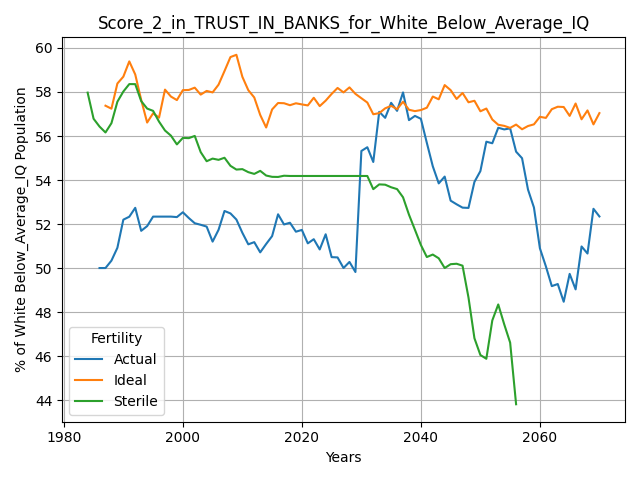 Score_2_in_TRUST_IN_BANKS_for_White_Below_Average_IQ
% of White Below_Average_IQ Population
60
58
56
54
52
50
48
46
44
Fertility
Actual
Ideal
Sterile
1980
2000
2020
2040
2060
Years